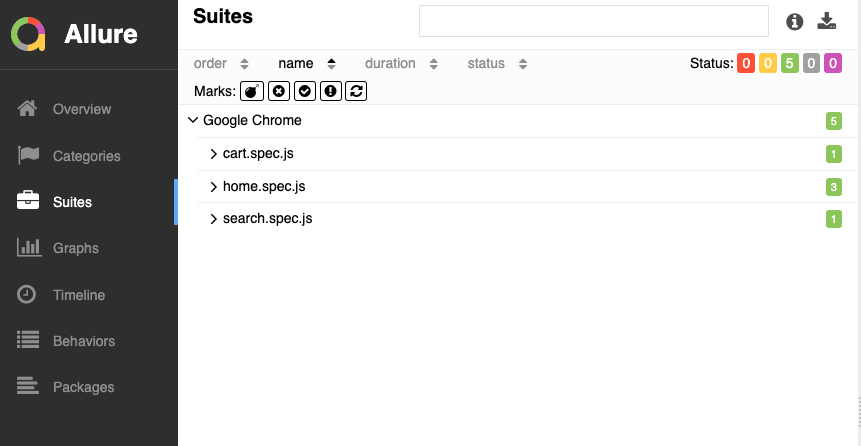 Allure
Overview
Categories
Suites
Graphs
Timeline
Behaviors
Packages
Suites
order name duration status Status: 0 0 5 0 0
Marks:
Google Chrome 5
cart.spec.js 1
home.spec.js 3
search.spec.js 1